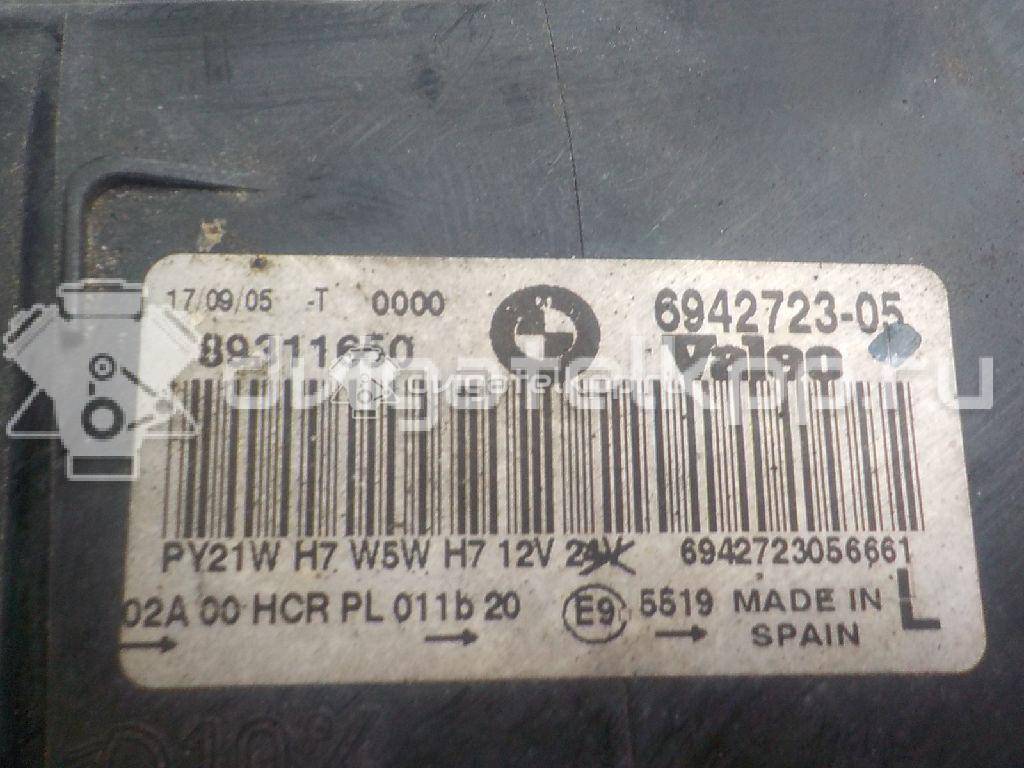 17/09/05 -T 0000
6942723-05
89311650
Valeo
PY21W H7 W5W H7 12V 24V
6942723056661
02A 00 HCR PL 011b 20
E9 5519 MADE IN L
SPAIN